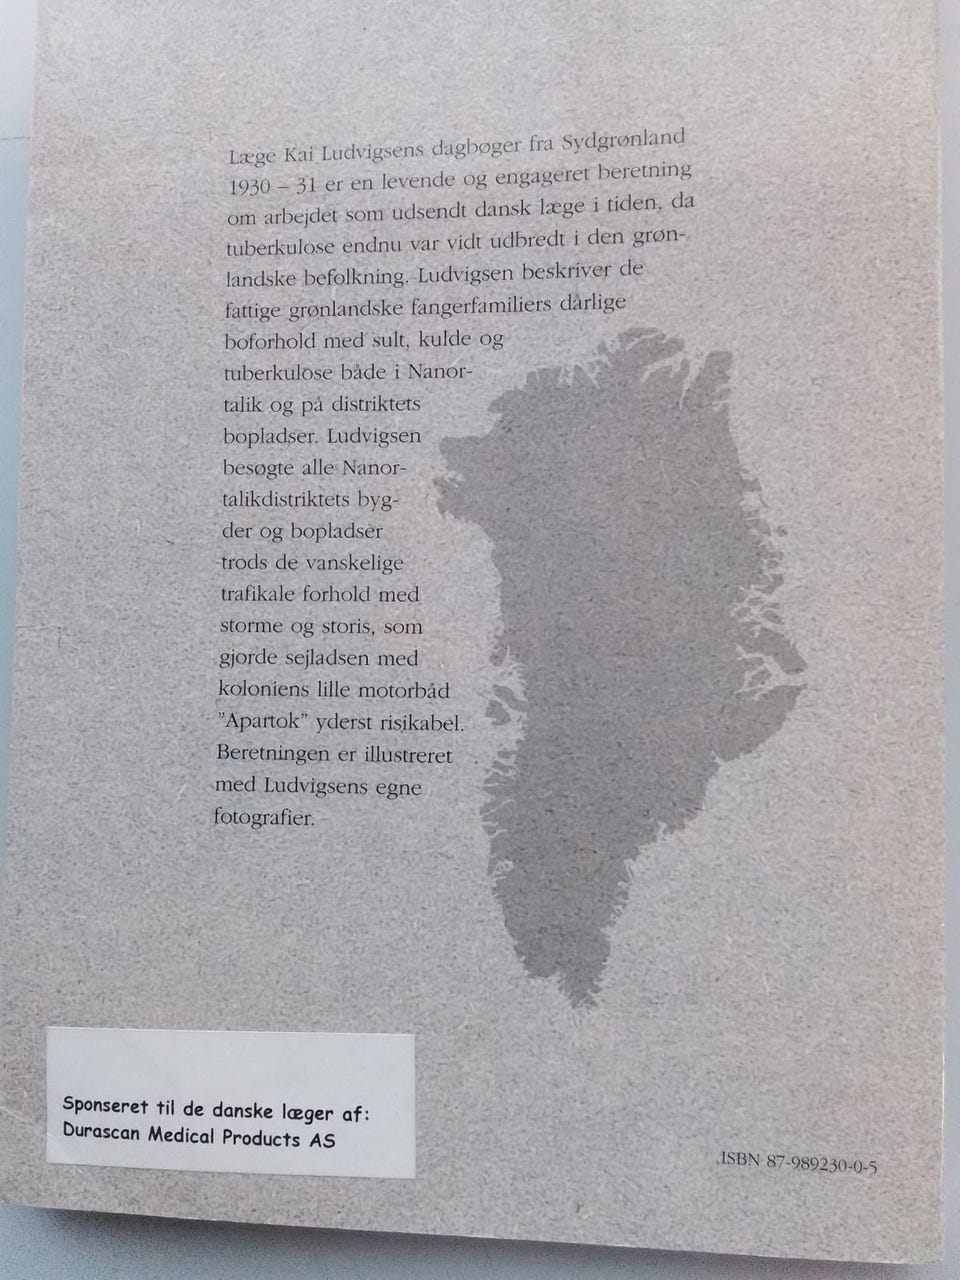 Læge Kai Ludvigsens dagbøger fra Sydgrønland
1930 – 31 er en levende og engageret beretning
om arbejdet som udsendt dansk læge i tiden, da
tuberkulose endnu var vidt udbredt i den grøn-
landske befolkning. Ludvigsen beskriver de
fattige grønlandske fangerfamiliers dårlige
boforhold med sult, kulde og
tuberkulose både i Nanor-
talik og på distriktets
bopladser. Ludvigsen
besøgte alle Nanor-
talikdistriktets byg-
der og bopladser
trods de vanskelige
trafikale forhold med
storme og storis, som
gjorde sejladsen med
koloniens lille motorbåd
”Apartok” yderst risikabel.
Beretningen er illustreret
med Ludvigsens egne
fotografier.
Sponseret til de danske læger af:
Durascan Medical Products AS
ISBN 87-989230-0-5